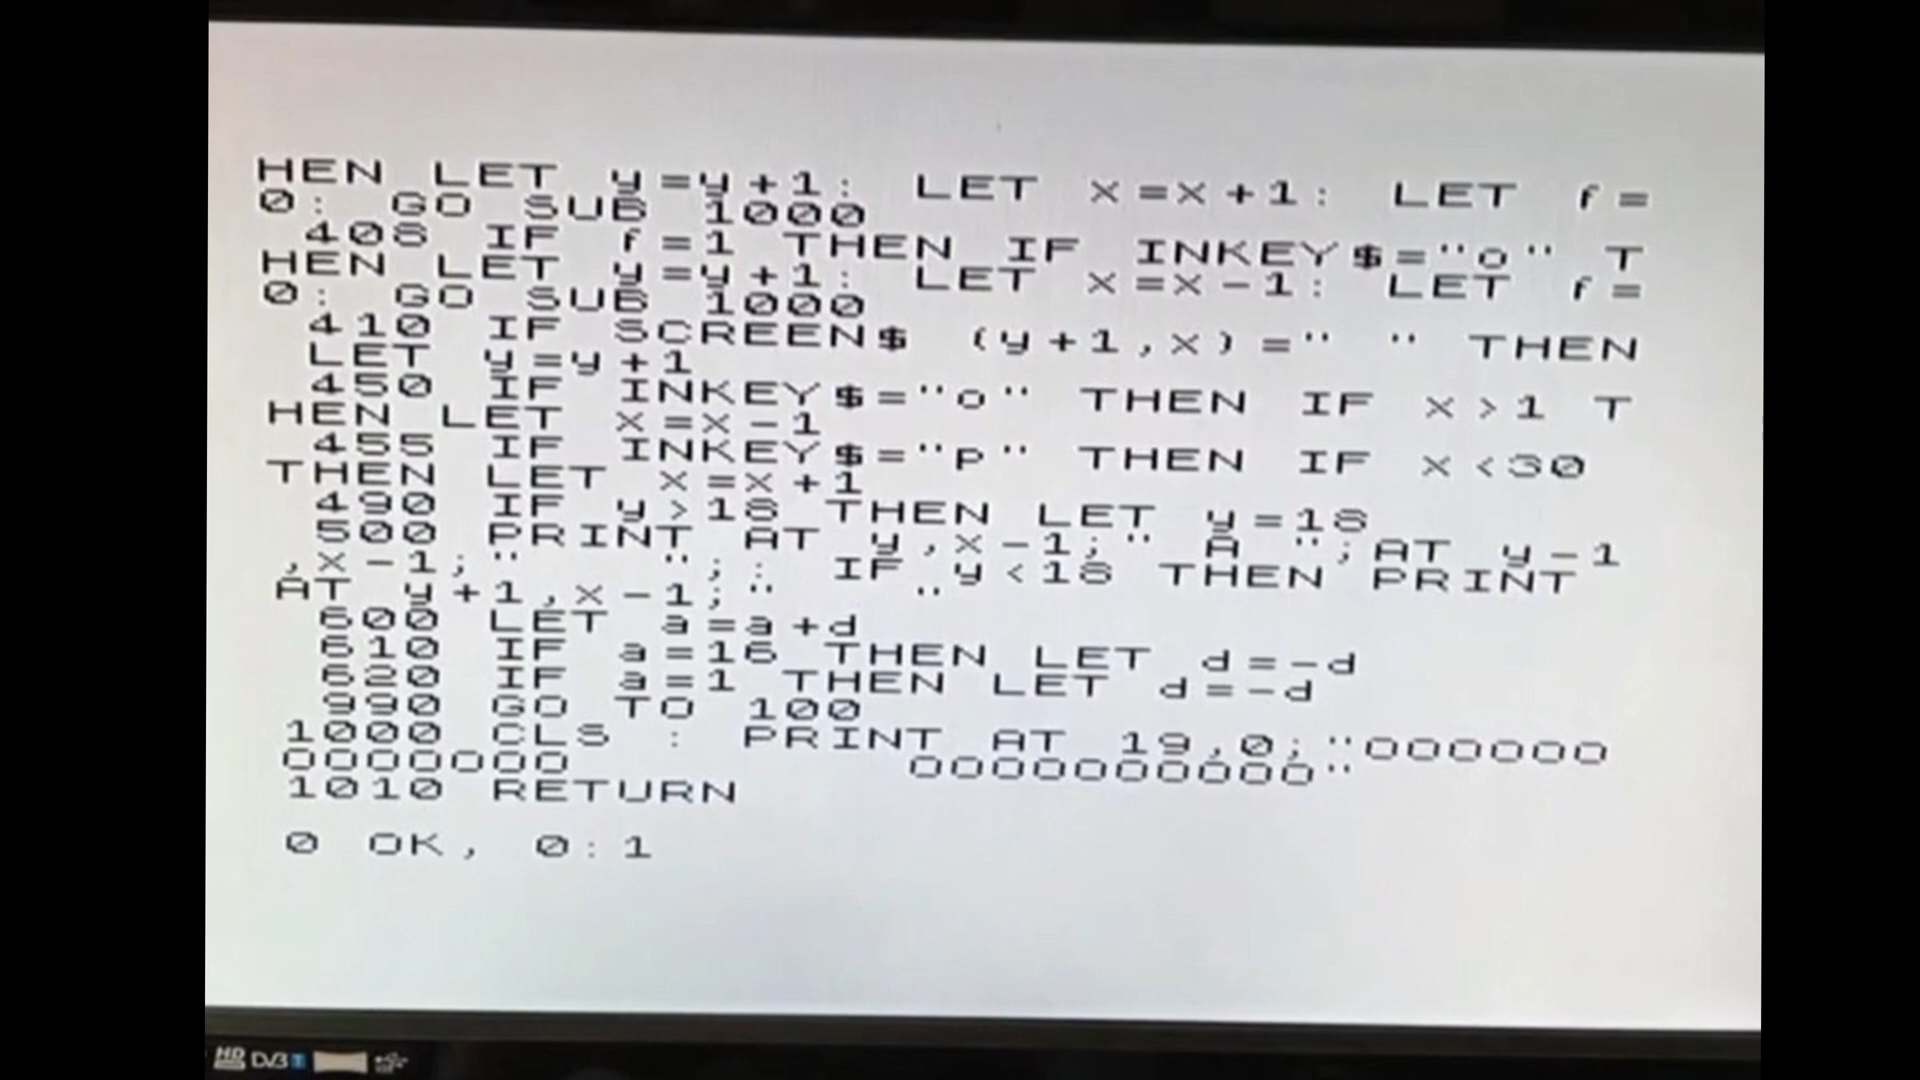 HEN LET y=y+1: LET x=x+1: LET f=
0: GO SUB 1000
408 IF f=1 THEN IF INKEY$="o" T
HEN LET y=y+1: LET x=x-1: LET f=
0: GO SUB 1000
410 IF SCREEN$ (y+1,x)=" " THEN
LET y=y+1
450 IF INKEY$="o" THEN IF x>1 T
HEN LET x=x-1
455 IF INKEY$="p" THEN IF x<30
THEN LET x=x+1
490 IF y>18 THEN LET y=18
500 PRINT AT y,x-1;" A ";AT y-1
,x-1;"   ";: IF y<18 THEN PRINT
AT y+1,x-1;"   "
600 LET a=a+d
610 IF a=16 THEN LET d=-d
620 IF a=1 THEN LET d=-d
990 GO TO 100
1000 CLS : PRINT AT 19,0;"OOOOOO
OOOOOOO        OOOOOOOOOO"
1010 RETURN
0 OK, 0:1
HD DVB T